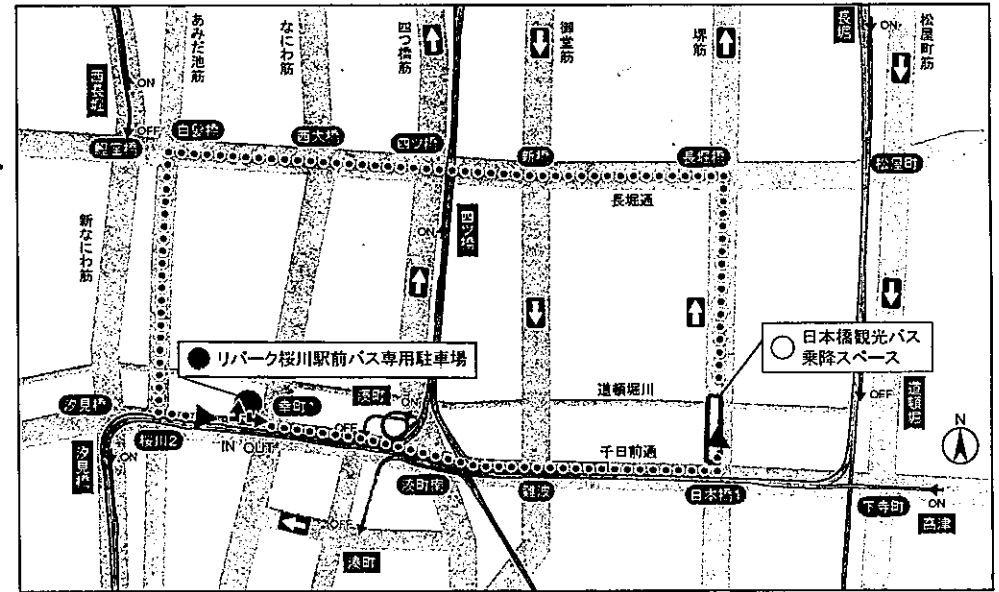 あみだ池筋
なにわ筋
四つ橋筋
御堂筋
堺筋
長堀
松屋町筋
ON
西長堀
ON
OFF
白髪橋
西大橋
四ツ橋
新橋
長堀橋
松屋町
長堀通
新なにわ筋
ON
四ツ橋
リパーク桜川駅前バス専用駐車場
日本橋観光バス
乗降スペース
道頓堀川
道頓堀
OFF
汐見橋
幸町1
湊町
ON
OFF
桜川2
IN OUT
千日前通
N
汐見橋
ON
湊町南
難波
日本橋1
下寺町
ON
高津
OFF
湊町